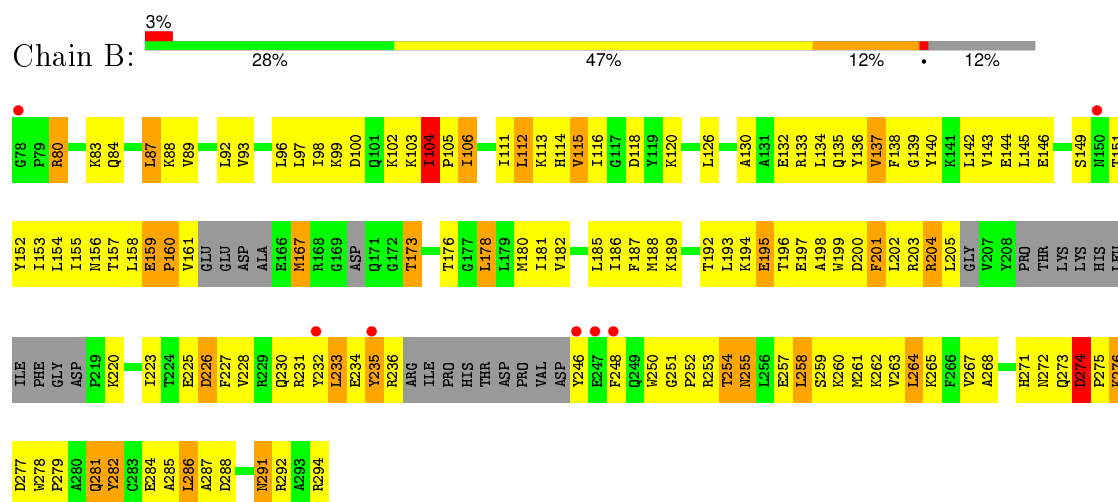 3%
Chain B:
28% 47% 12% • 12%
G78 P79 R80 K83 Q84 L87 K88 V89 L92 V93 L96 L97 I98 K99 D100 Q101 K102 K103 I104 P105 I106 I111 L112 K113 H114 V115 I116 G117 D118 Y119 K120 L126 A130 A131 E132 R133 L134 Q135 Y136 V137 F138 G139 Y140 K141 L142 V143 E144 L145 E146 S149 N150 T151
Y152 I153 L154 I155 N156 T157 L158 E159 P160 V161 GLU GLU ASP ALA E166 M167 R168 G169 ASP Q171 G172 T173 T176 G177 L178 L179 M180 I181 V182 L185 I186 F187 M188 K189 T192 L193 K194 E195 T196 E197 A198 W199 D200 F201 L202 R203 R204 L205 GLY V207 Y208 PRO THR LYS LYS HIS LEU
ILE PHE GLY ASP P219 K220 I223 T224 E225 D226 F227 V228 R229 Q230 R231 Y232 L233 E234 Y235 R236 ARG ILE PRO HIS THR ASP PRO VAL ASP Y246 E247 F248 Q249 W250 G251 P252 R253 T254 N255 L256 E257 L258 S259 K260 M261 K262 V263 L264 K265 F266 V267 A268 H271 N272 Q273 D274 P275 K276
D277 W278 P279 A280 Q281 Y282 C283 E284 A285 L286 A287 D288 N291 R292 A293 R294